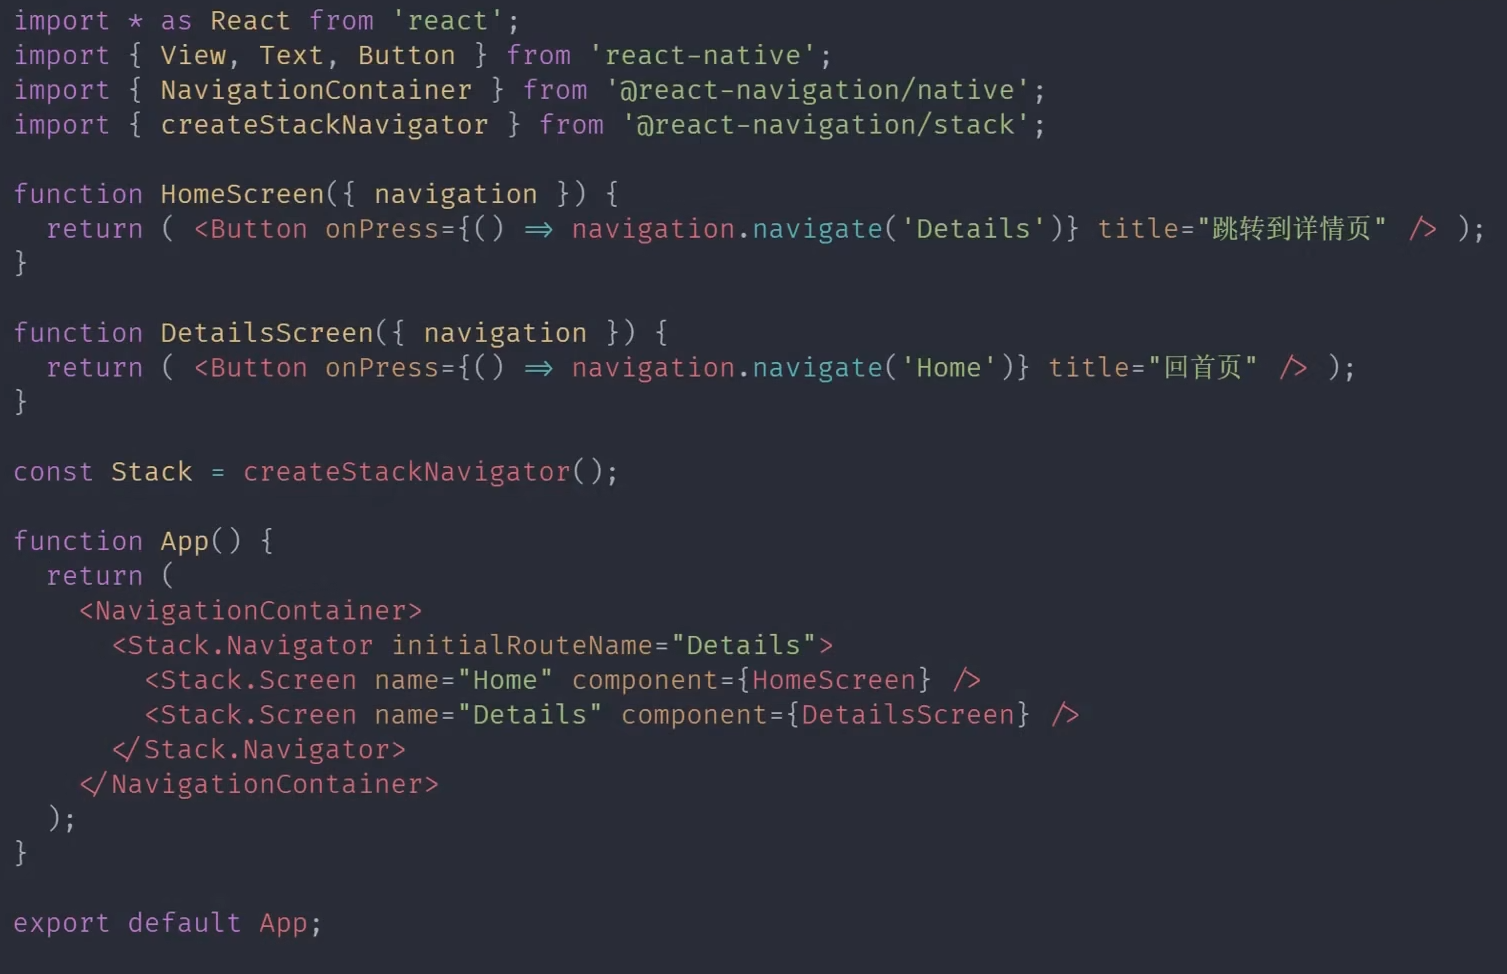 import * as React from 'react';
import { View, Text, Button } from 'react-native';
import { NavigationContainer } from '@react-navigation/native';
import { createStackNavigator } from '@react-navigation/stack';

function HomeScreen({ navigation }) {
  return ( <Button onPress={() => navigation.navigate('Details')} title="跳转到详情页" /> );
}

function DetailsScreen({ navigation }) {
  return ( <Button onPress={() => navigation.navigate('Home')} title="回首页" /> );
}

const Stack = createStackNavigator();

function App() {
  return (
    <NavigationContainer>
      <Stack.Navigator initialRouteName="Details">
        <Stack.Screen name="Home" component={HomeScreen} />
        <Stack.Screen name="Details" component={DetailsScreen} />
      </Stack.Navigator>
    </NavigationContainer>
  );
}

export default App;